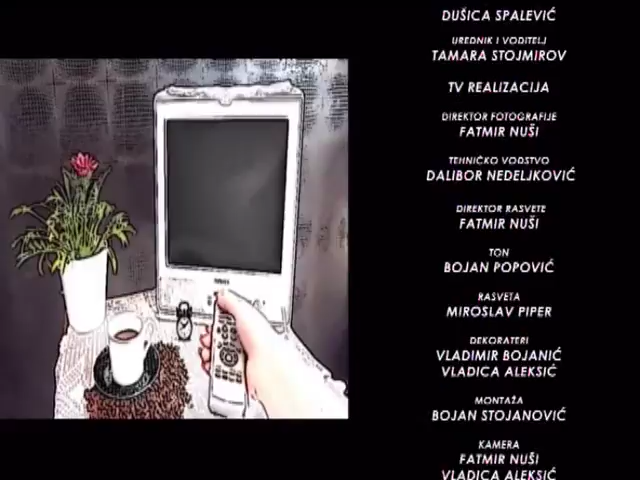 DUŠICA SPALEVIĆ
UREDNIK I VODITELJ
TAMARA STOJMIROV
TV REALIZACIJA
DIREKTOR FOTOGRAFIJE
FATMIR NUŠI
TEHNIČKO VODSTVO
DALIBOR NEDELJKOVIĆ
DIREKTOR RASVETE
FATMIR NUŠI
TON
BOJAN POPOVIĆ
RASVETA
MIROSLAV PIPER
DEKORATERI
VLADIMIR BOJANIĆ
VLADICA ALEKSIĆ
MONTAŽA
BOJAN STOJANOVIĆ
KAMERA
FATMIR NUŠI
VLADICA ALEKSIĆ